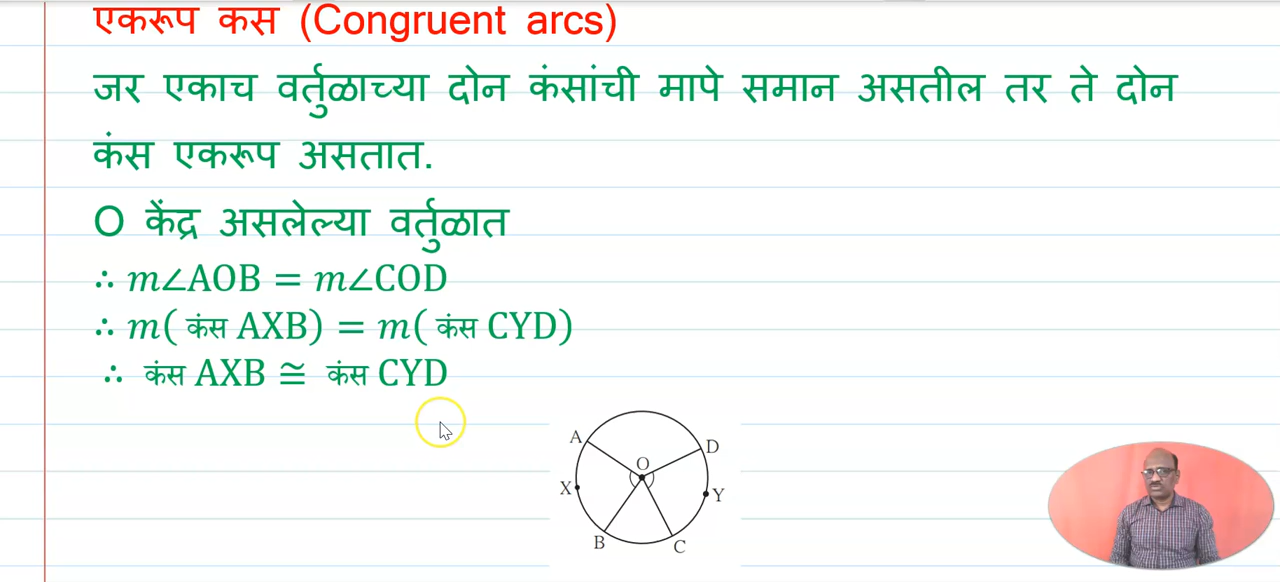 एकरूप कंस (Congruent arcs)
जर एकाच वर्तुळाच्या दोन कंसांची मापे समान असतील तर ते दोन
कंस एकरूप असतात.
O केंद्र असलेल्या वर्तुळात
∴ m∠AOB = m∠COD
∴ m( कंस AXB) = m( कंस CYD)
∴ कंस AXB ≅ कंस CYD
A
D
O
X
Y
B
C